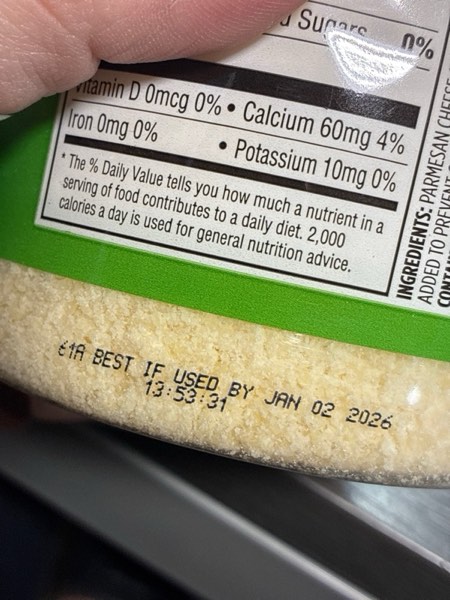 Sugars 0%
Vitamin D 0mcg 0% • Calcium 60mg 4%
Iron 0mg 0% • Potassium 10mg 0%
* The % Daily Value tells you how much a nutrient in a
serving of food contributes to a daily diet. 2,000
calories a day is used for general nutrition advice.
INGREDIENTS: PARMESAN CHEESE
ADDED TO PREVENT
61A BEST IF USED BY JAN 02 2026
13:53:31